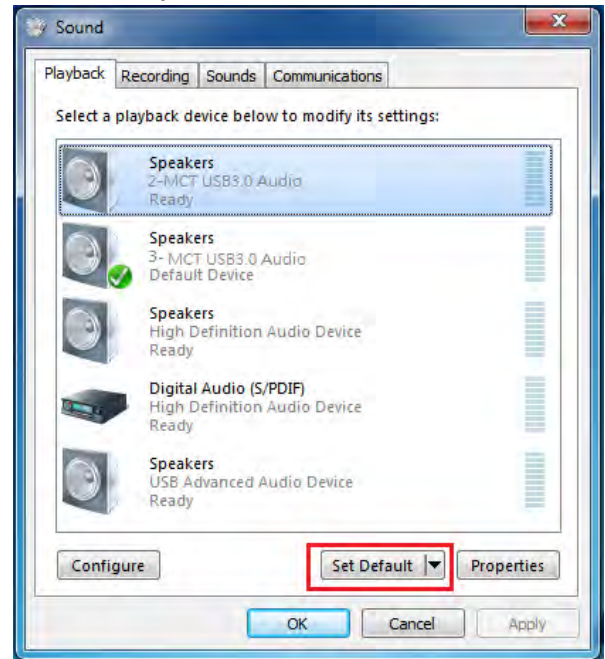 Sound
Playback Recording Sounds Communications
Select a playback device below to modify its settings:
Speakers
2-MCT USB3.0 Audio
Ready
Speakers
3- MCT USB3.0 Audio
Default Device
Speakers
High Definition Audio Device
Ready
Digital Audio (S/PDIF)
High Definition Audio Device
Ready
Speakers
USB Advanced Audio Device
Ready
Configure Set Default Properties
OK Cancel Apply